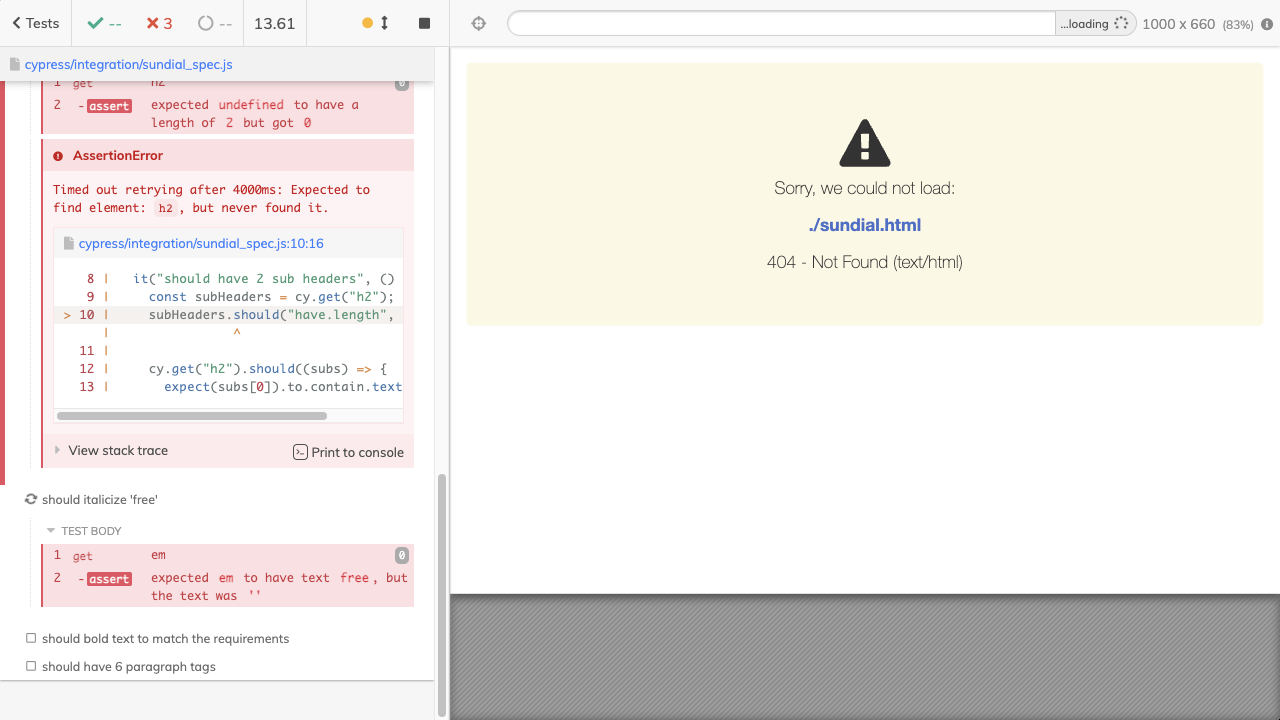 Tests
--
3
--
13.61
...loading
1000 x 660 (83%)
cypress/integration/sundial_spec.js
1 get h2 0
2 -assert expected undefined to have a
length of 2 but got 0
AssertionError
Timed out retrying after 4000ms: Expected to
find element: h2, but never found it.
cypress/integration/sundial_spec.js:10:16
8 | it("should have 2 sub headers", ()
9 | const subHeaders = cy.get("h2");
> 10 | subHeaders.should("have.length",
| ^
11 |
12 | cy.get("h2").should((subs) => {
13 | expect(subs[0]).to.contain.text
View stack trace
Print to console
should italicize 'free'
TEST BODY
1 get em 0
2 -assert expected em to have text free, but
the text was ''
should bold text to match the requirements
should have 6 paragraph tags
Sorry, we could not load:
./sundial.html
404 - Not Found (text/html)